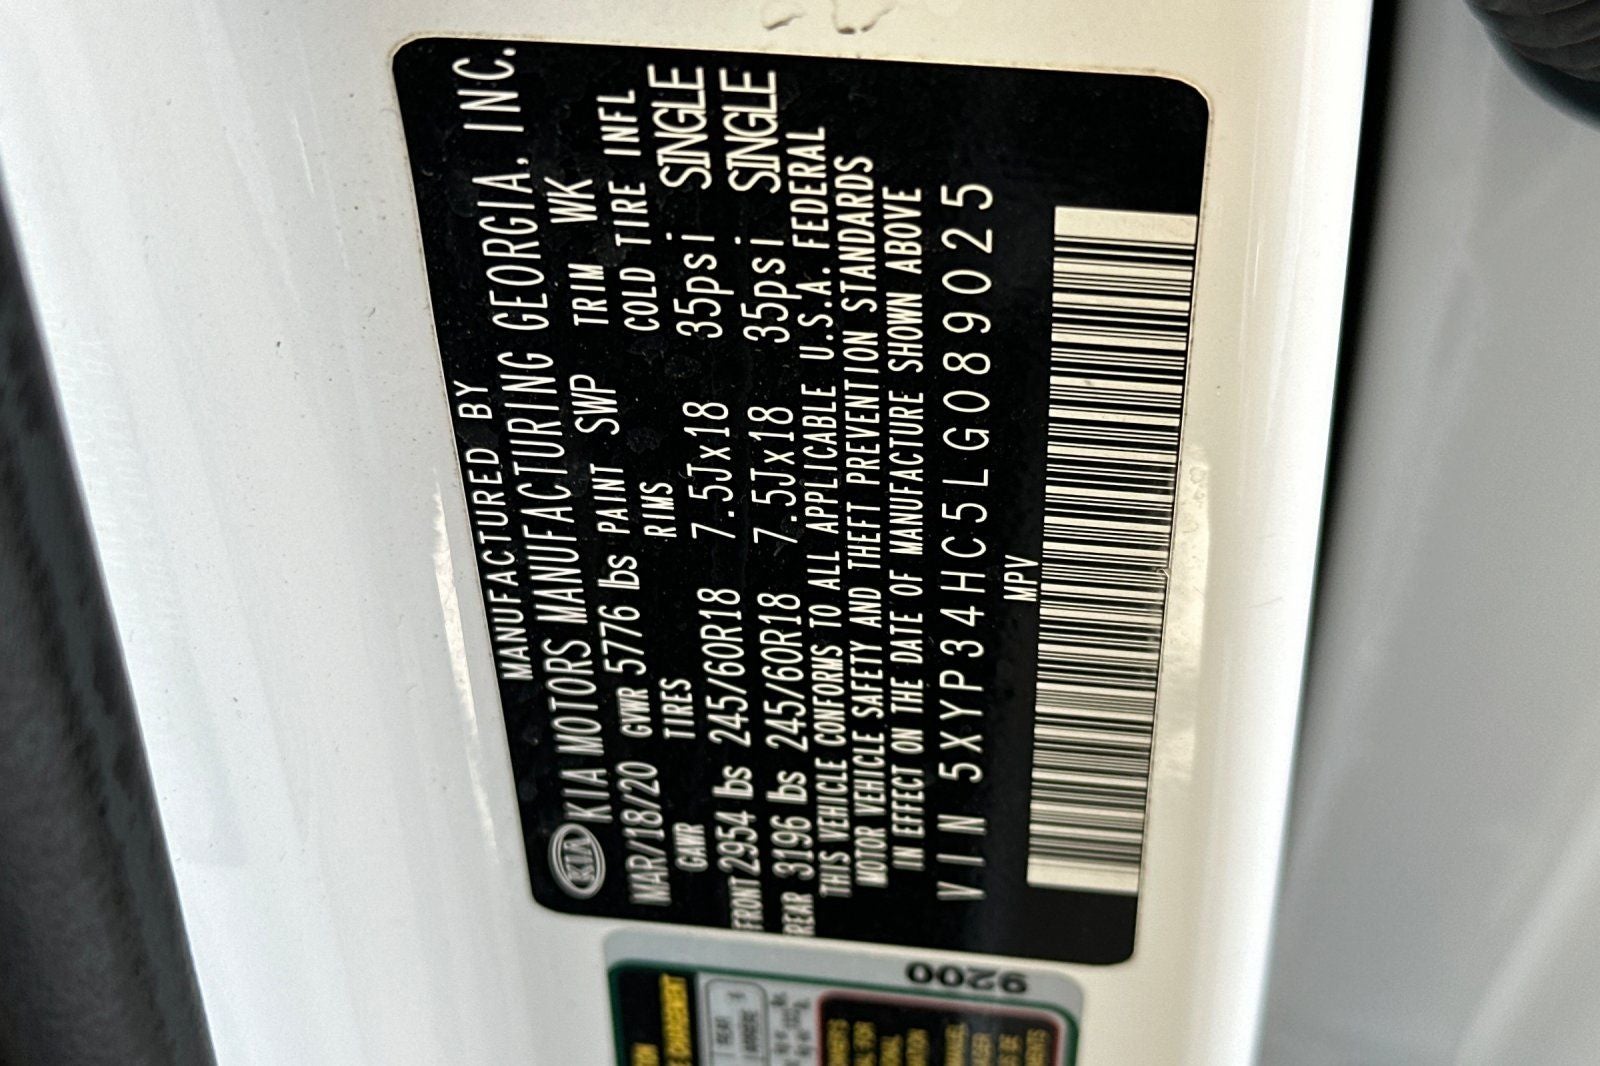 MANUFACTURED BY
KIA KIA MOTORS MANUFACTURING GEORGIA, INC.
MAR/18/20 GVWR 5776 lbs PAINT SWP TRIM WK
GAWR TIRES RIMS COLD TIRE INFL
FRONT 2954 lbs 245/60R18 7.5Jx18 35psi SINGLE
REAR 3196 lbs 245/60R18 7.5Jx18 35psi SINGLE
THIS VEHICLE CONFORMS TO ALL APPLICABLE U.S.A. FEDERAL
MOTOR VEHICLE SAFETY AND THEFT PREVENTION STANDARDS
IN EFFECT ON THE DATE OF MANUFACTURE SHOWN ABOVE
VIN 5XYP34HC5LG089025
MPV
9200